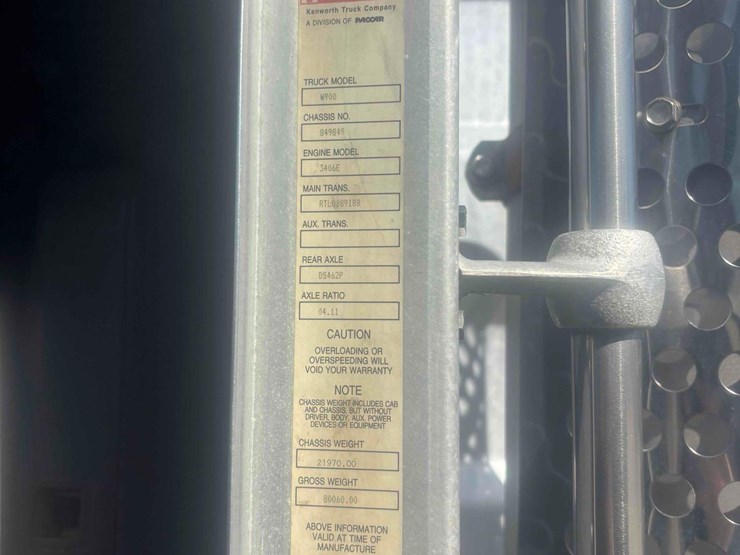 Kenworth Truck Company
A DIVISION OF PACCAR
TRUCK MODEL
W900
CHASSIS NO.
849849
ENGINE MODEL
3406E
MAIN TRANS.
AUX. TRANS.
REAR AXLE
DS462P
AXLE RATIO
04.11
CAUTION
OVERLOADING OR
OVERSPEEDING WILL
VOID YOUR WARRANTY
NOTE
CHASSIS WEIGHT INCLUDES CAB
AND CHASSIS, BUT WITHOUT
DRIVER, BODY, AUX. POWER
DEVICES OR EQUIPMENT
CHASSIS WEIGHT
21970.00
GROSS WEIGHT
80060.00
ABOVE INFORMATION
VALID AT TIME OF
MANUFACTURE